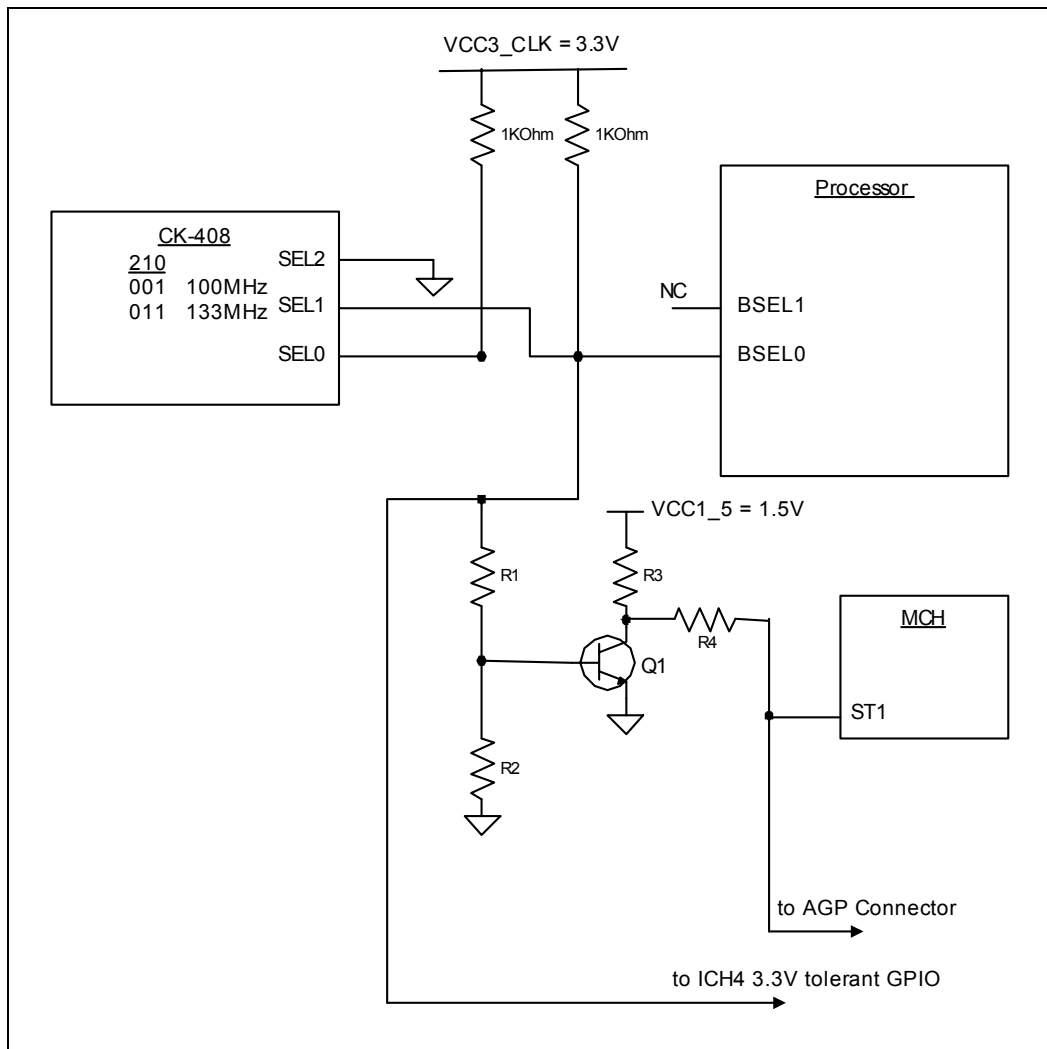 VCC3_CLK = 3.3V
1KOhm
1KOhm
Processor
CK-408
210
001 100MHz
011 133MHz
SEL2
SEL1
SEL0
NC
BSEL1
BSEL0
VCC1_5 = 1.5V
R1
R3
R4
Q1
MCH
ST1
R2
to AGP Connector
to ICH4 3.3V tolerant GPIO